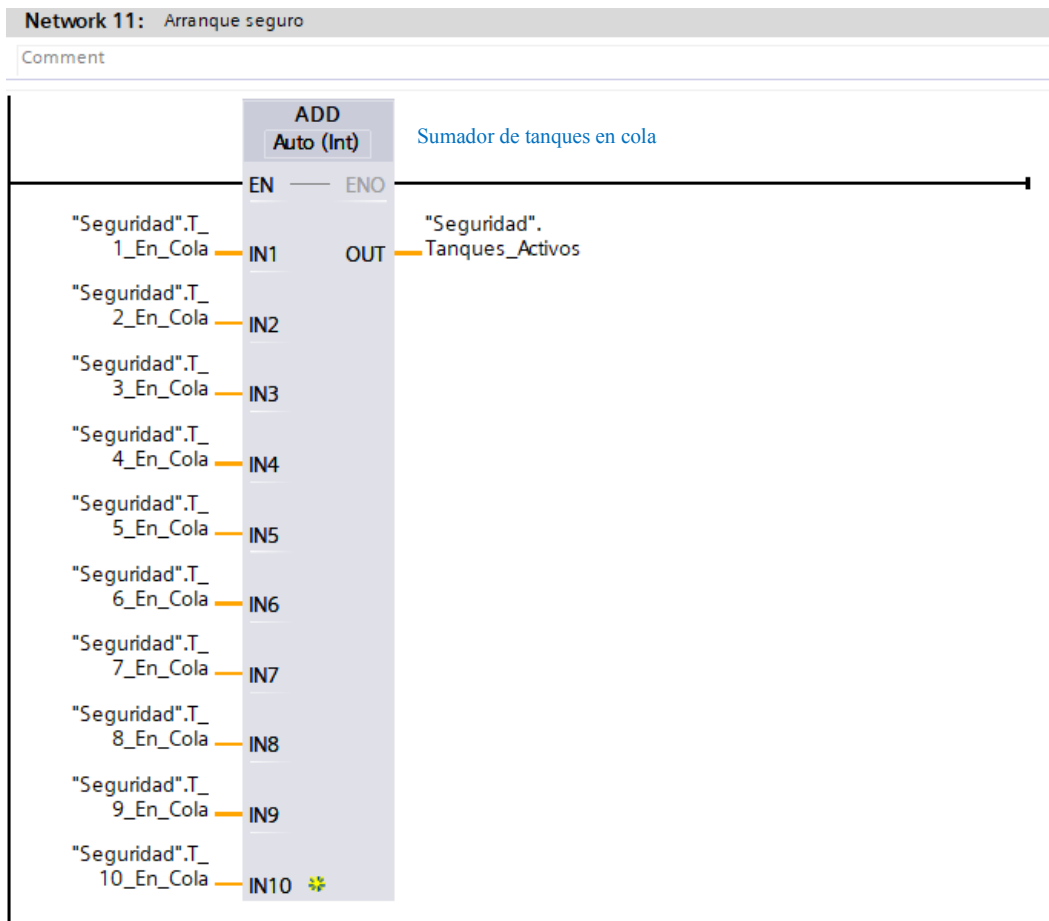 Network 11: Arranque seguro
Comment
ADD
Auto (Int)
Sumador de tanques en cola
EN ENO
"Seguridad".T_
1_En_Cola
IN1
OUT
"Seguridad".
Tanques_Activos
"Seguridad".T_
2_En_Cola
IN2
"Seguridad".T_
3_En_Cola
IN3
"Seguridad".T_
4_En_Cola
IN4
"Seguridad".T_
5_En_Cola
IN5
"Seguridad".T_
6_En_Cola
IN6
"Seguridad".T_
7_En_Cola
IN7
"Seguridad".T_
8_En_Cola
IN8
"Seguridad".T_
9_En_Cola
IN9
"Seguridad".T_
10_En_Cola
IN10